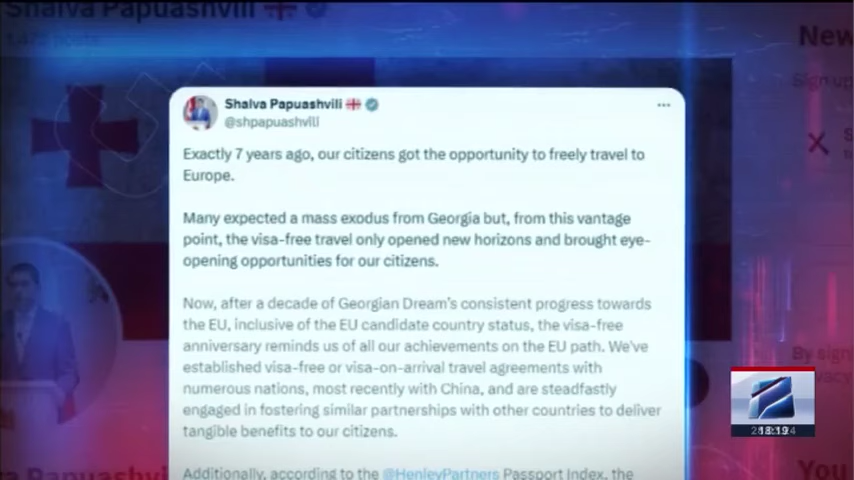 Shalva Papuashvili
New
Sign up
Shalva Papuashvili
@shpapuashvili
Exactly 7 years ago, our citizens got the opportunity to freely travel to
Europe.
Many expected a mass exodus from Georgia but, from this vantage
point, the visa-free travel only opened new horizons and brought eye-
opening opportunities for our citizens.
Now, after a decade of Georgian Dream's consistent progress towards
the EU, inclusive of the EU candidate country status, the visa-free
anniversary reminds us of all our achievements on the EU path. We've
established visa-free or visa-on-arrival travel agreements with
numerous nations, most recently with China, and are steadfastly
engaged in fostering similar partnerships with other countries to deliver
tangible benefits to our citizens.
Additionally, according to the @HenleyPartners Passport Index, the
By sign
You